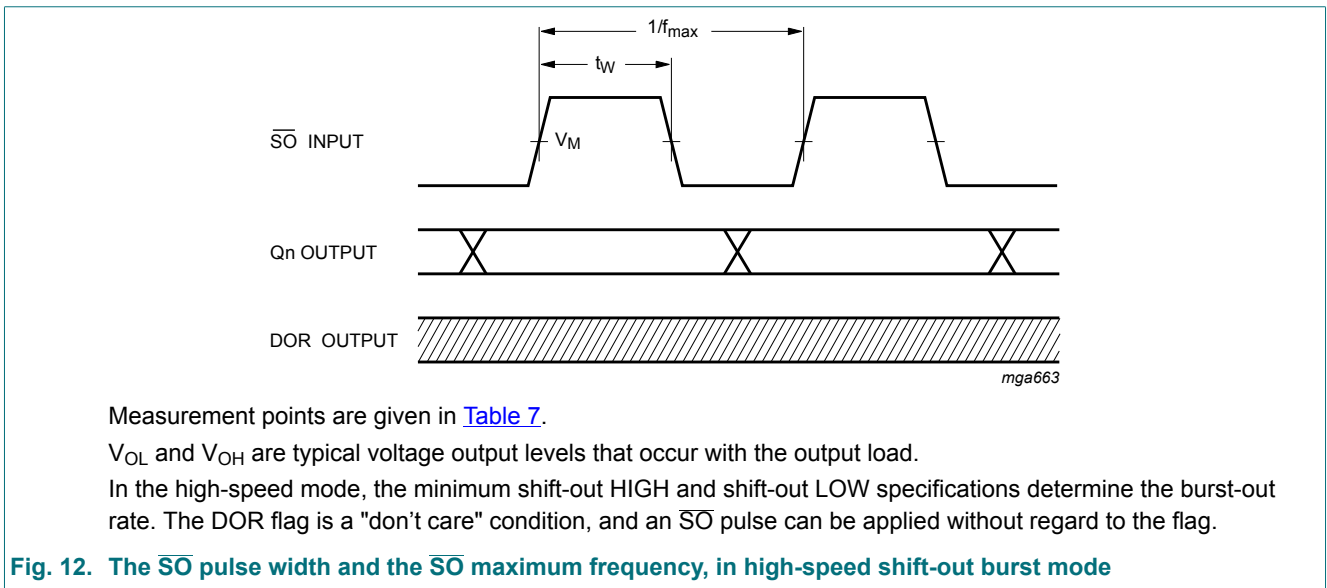 1/fmax
tW
S̅O̅ INPUT
VM
Qn OUTPUT
DOR OUTPUT
mga663
Measurement points are given in Table 7.
VOL and VOH are typical voltage output levels that occur with the output load.
In the high-speed mode, the minimum shift-out HIGH and shift-out LOW specifications determine the burst-out
rate. The DOR flag is a "don’t care" condition, and an S̅O̅ pulse can be applied without regard to the flag.
Fig. 12. The S̅O̅ pulse width and the S̅O̅ maximum frequency, in high-speed shift-out burst mode